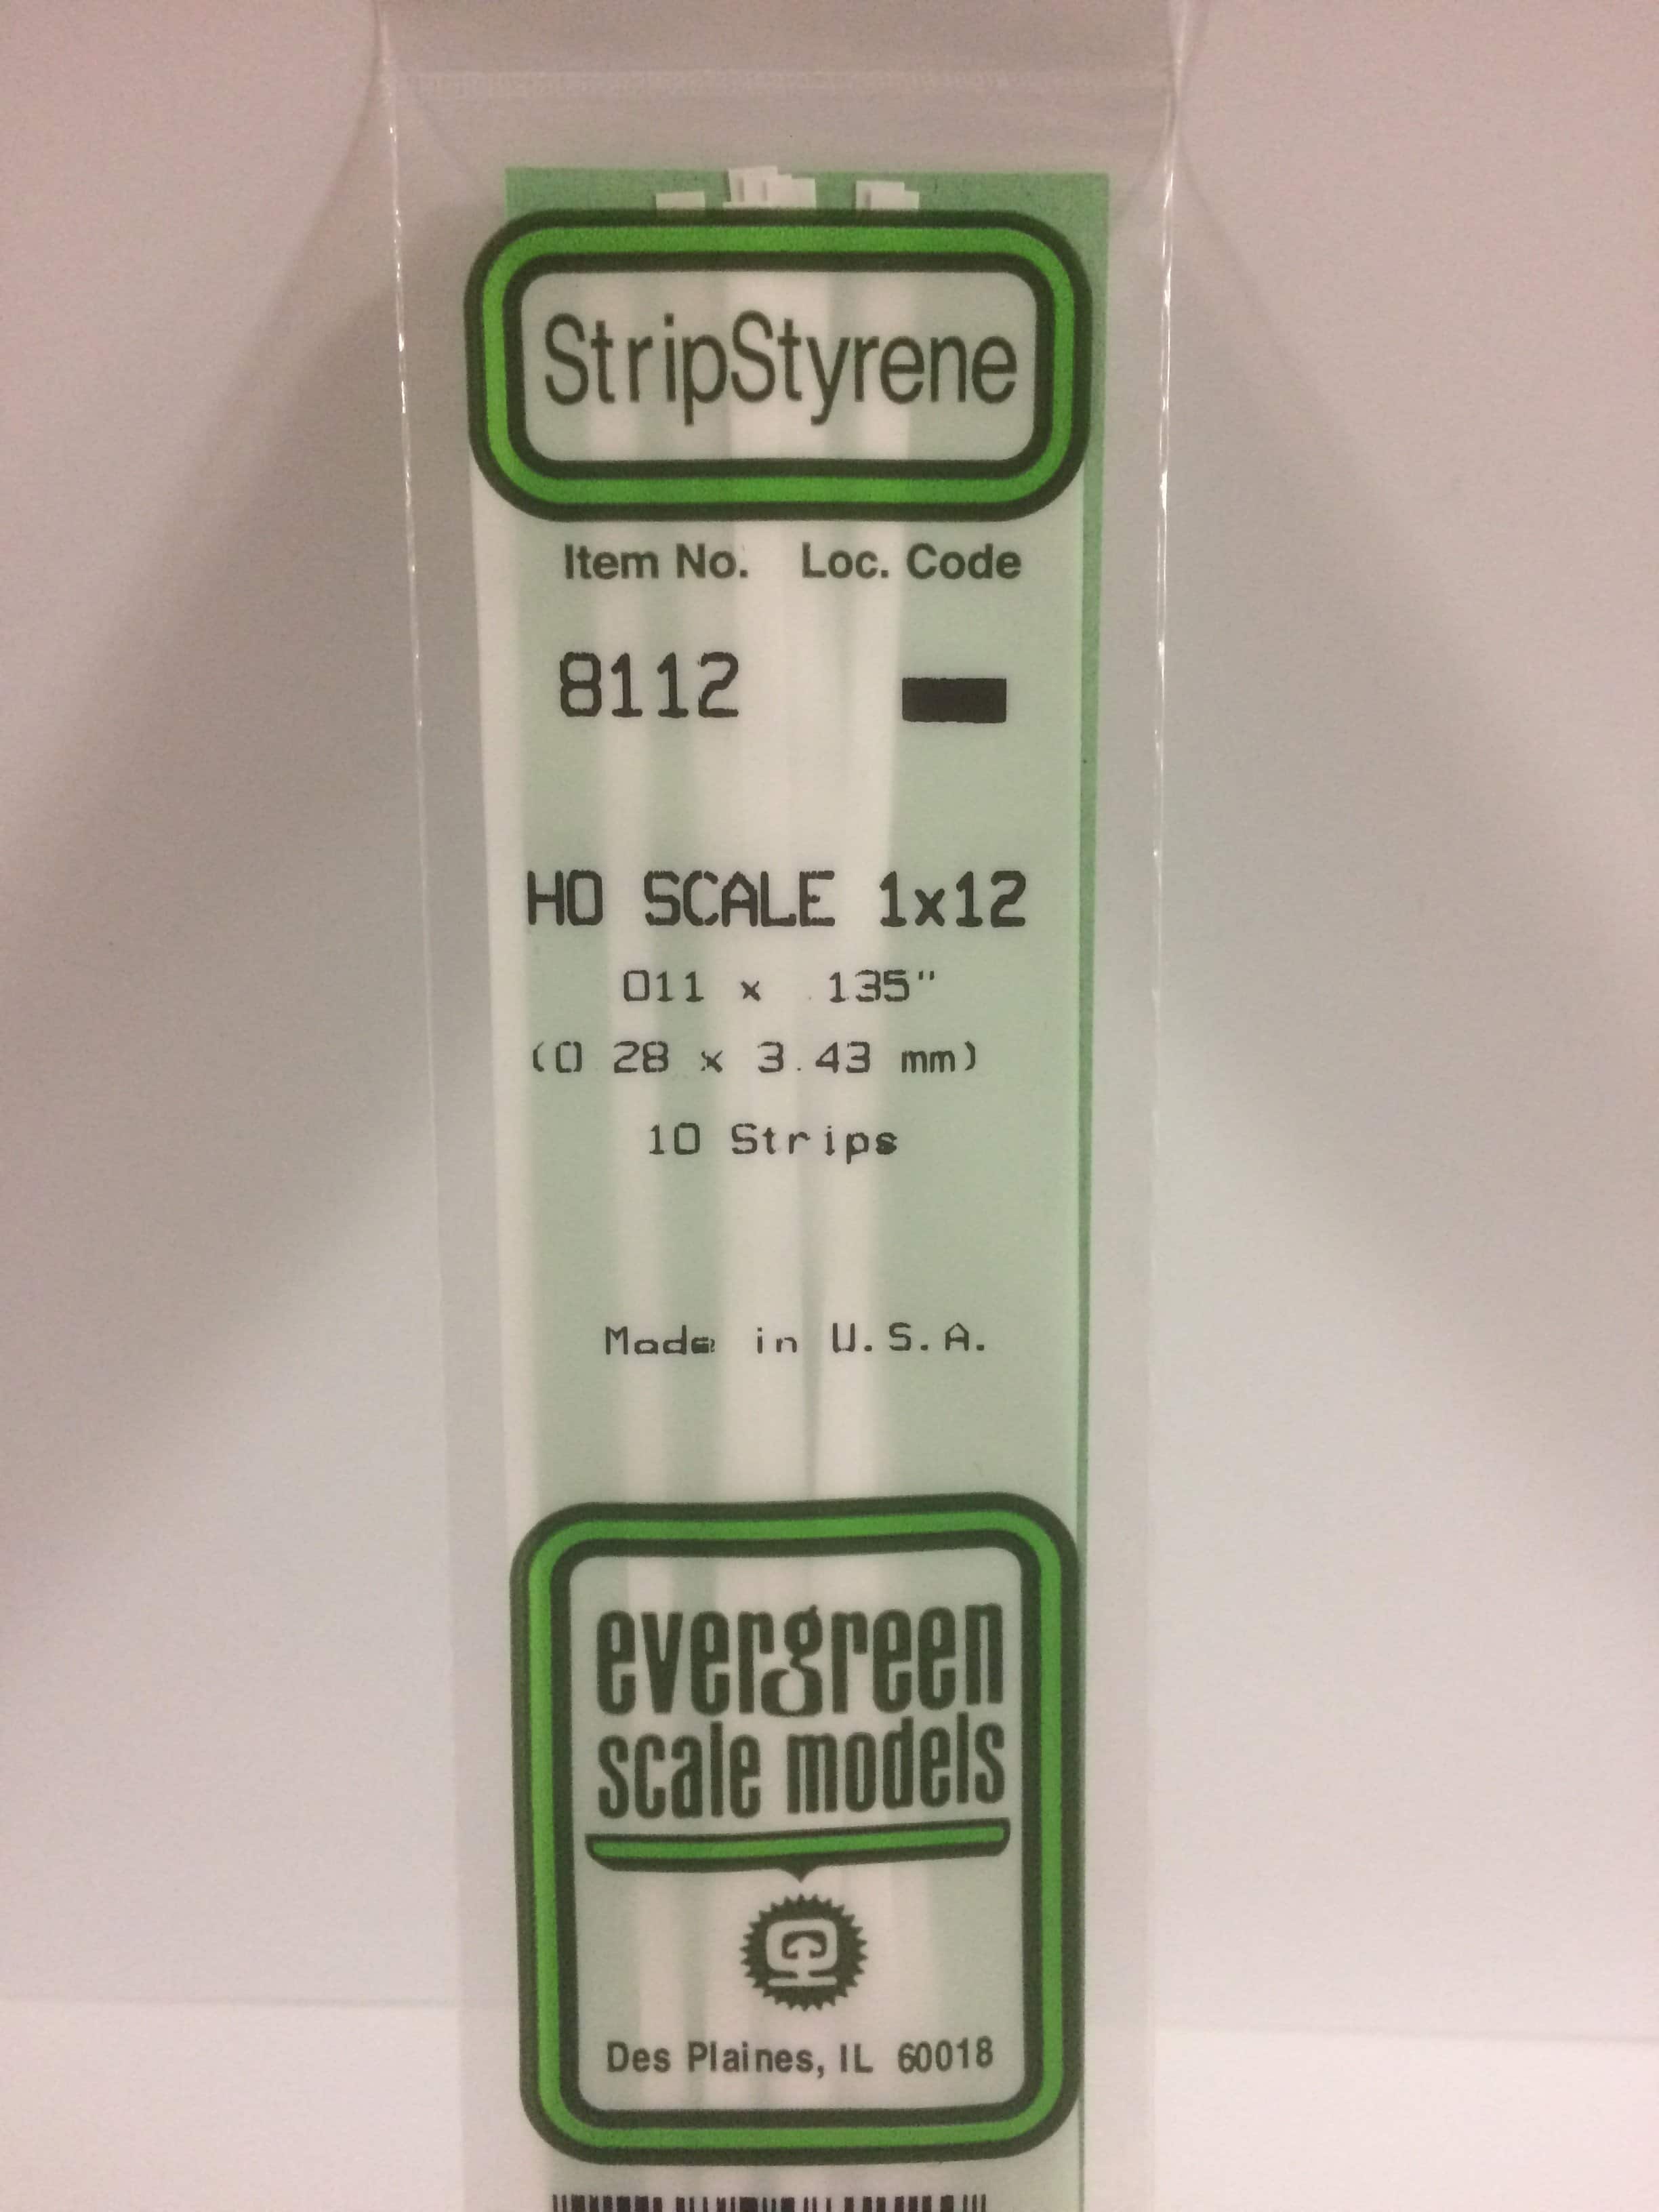 StripStyrene
Item No. Loc. Code
8112
HO SCALE 1x12
011 x .135"
(0 28 x 3.43 mm)
10 Strips
Made in U.S.A.
evergreen
scale models
Des Plaines, IL 60018